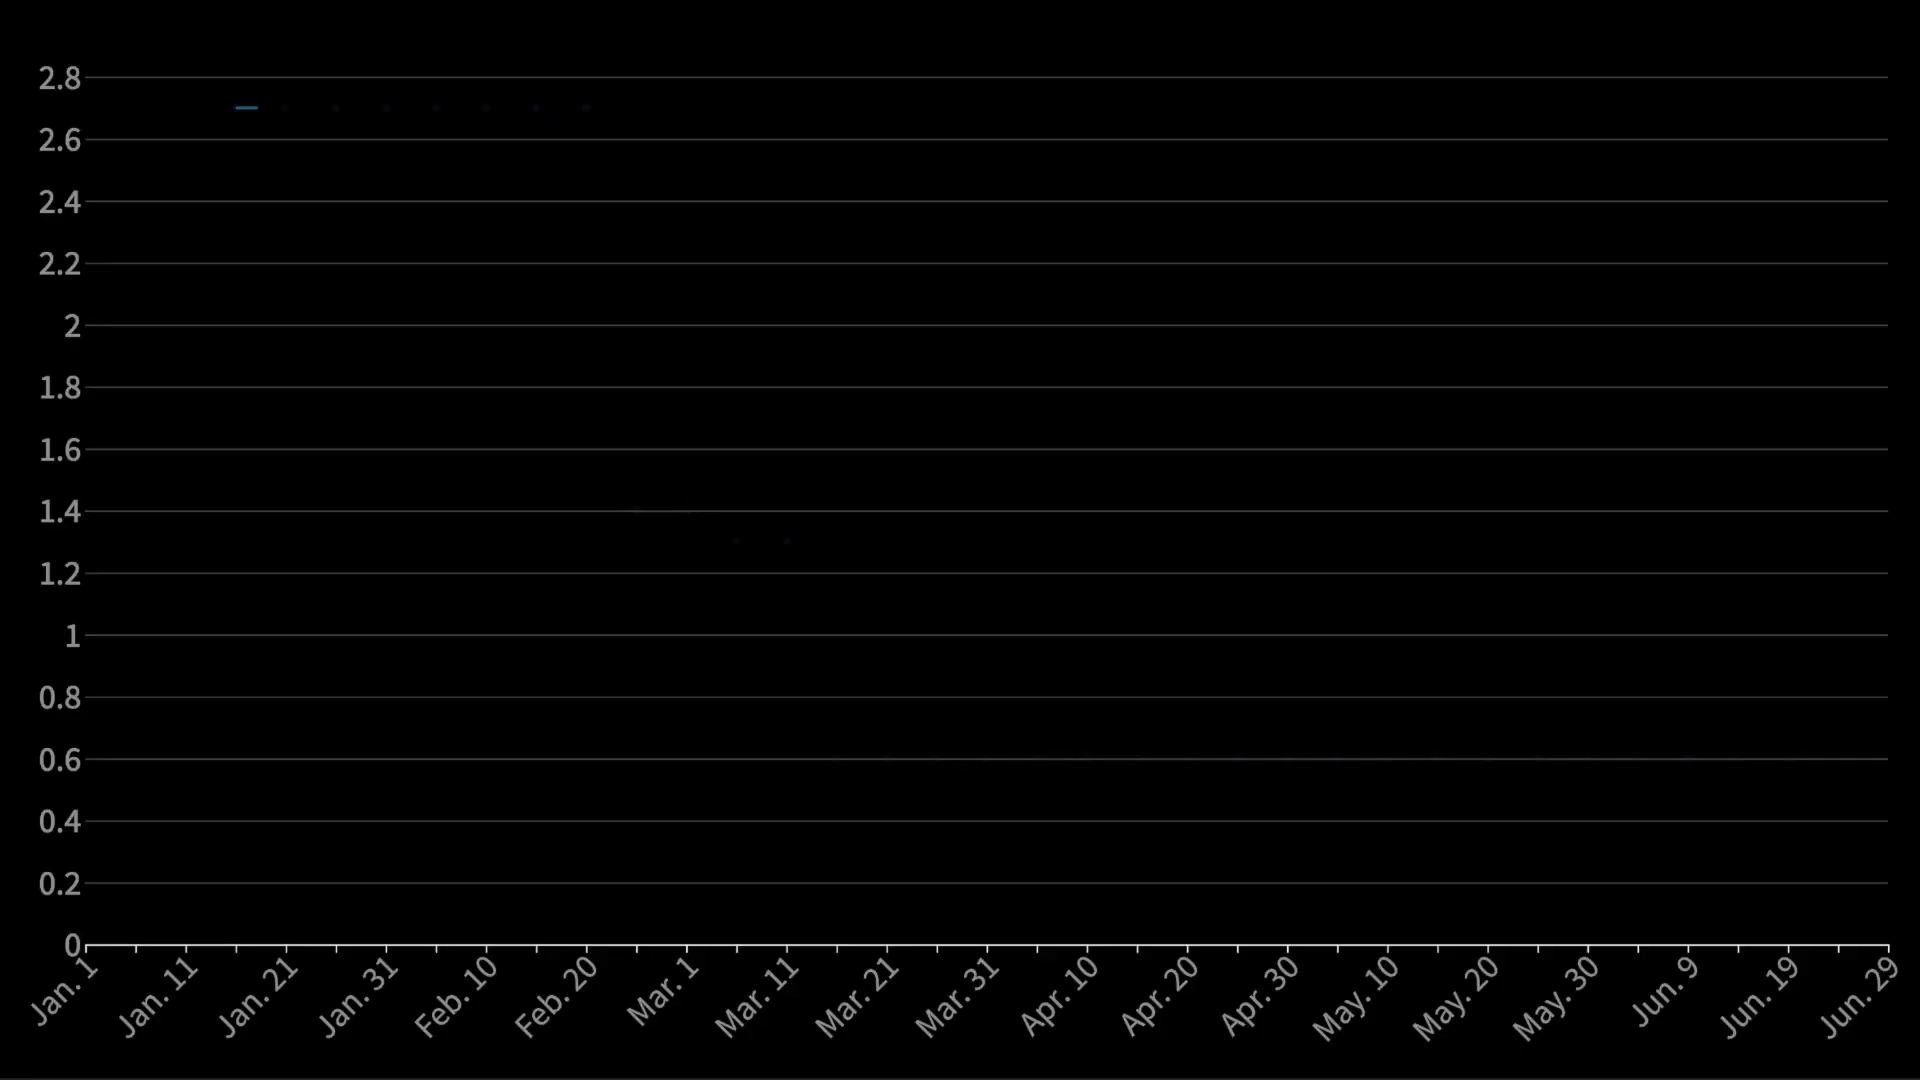 2.8
2.6
2.4
2.2
2
1.8
1.6
1.4
1.2
1
0.8
0.6
0.4
0.2
0
Jan. 1
Jan. 11
Jan. 21
Jan. 31
Feb. 10
Feb. 20
Mar. 1
Mar. 11
Mar. 21
Mar. 31
Apr. 10
Apr. 20
Apr. 30
May. 10
May. 20
May. 30
Jun. 9
Jun. 19
Jun. 29